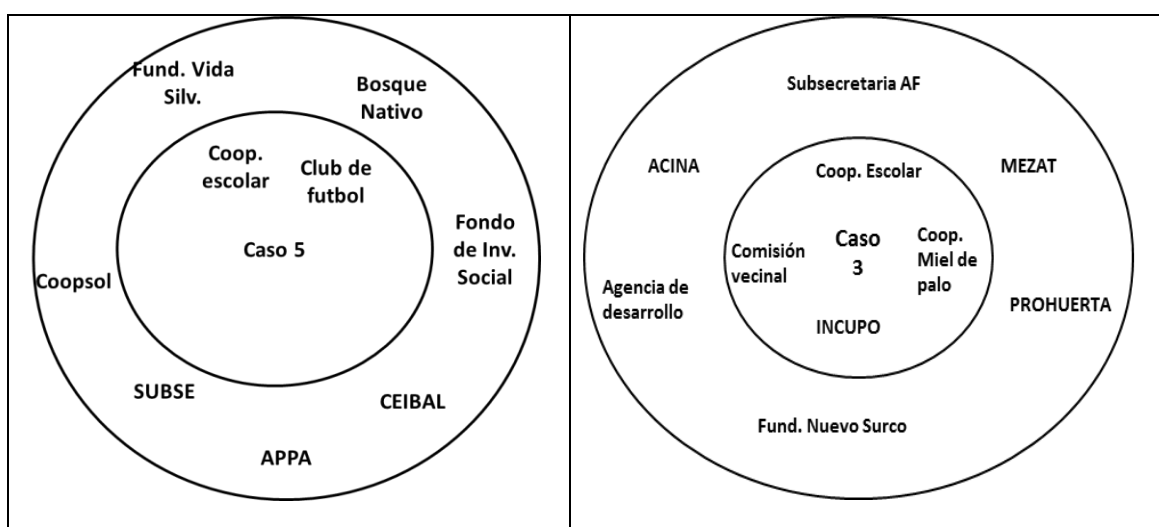 Fund. Vida
Silv.
Bosque
Nativo
Coop.
escolar
Club de
futbol
Caso 5
Fondo
de Inv.
Social
Coopsol
SUBSE
CEIBAL
APPA
Subsecretaria AF
ACINA
MEZAT
Coop. Escolar
Comisión
vecinal
Caso
3
Coop.
Miel de
palo
Agencia de
desarrollo
PROHUERTA
INCUPO
Fund. Nuevo Surco